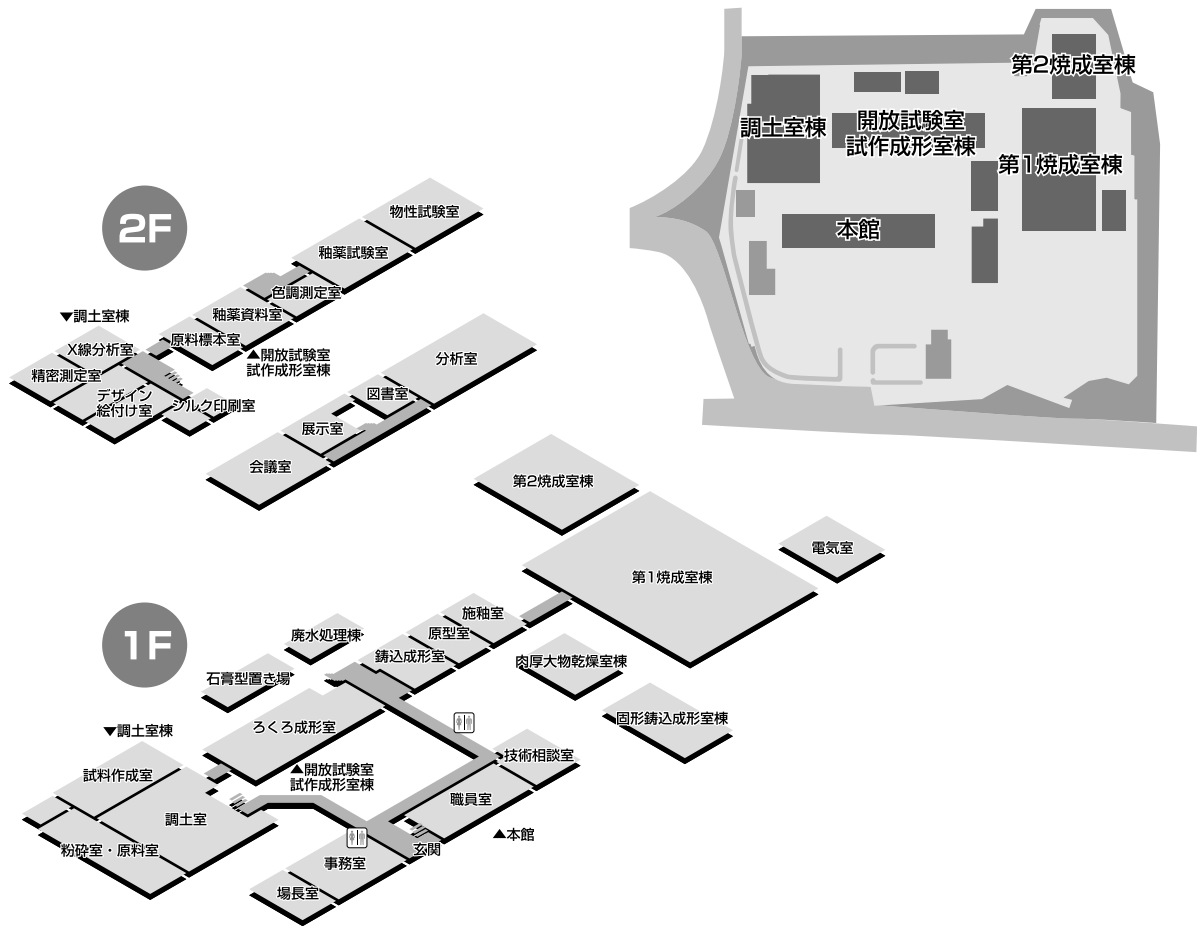 第2焼成室棟
調土室棟
開放試験室
試作成形室棟
第1焼成室棟
本館
2F
物性試験室
釉薬試験室
色調測定室
釉薬資料室
原料標本室
▼調土室棟
X線分析室
精密測定室
デザイン
絵付け室
シルク印刷室
▲開放試験室
試作成形室棟
分析室
図書室
展示室
会議室
1F
第2焼成室棟
第1焼成室棟
電気室
施釉室
原型室
鋳込成形室
廃水処理棟
石膏型置き場
肉厚大物乾燥室棟
固形鋳込成形室棟
ろくろ成形室
▼調土室棟
試料作成室
調土室
粉砕室・原料室
▲開放試験室
試作成形室棟
技術相談室
職員室
▲本館
玄関
事務室
場長室